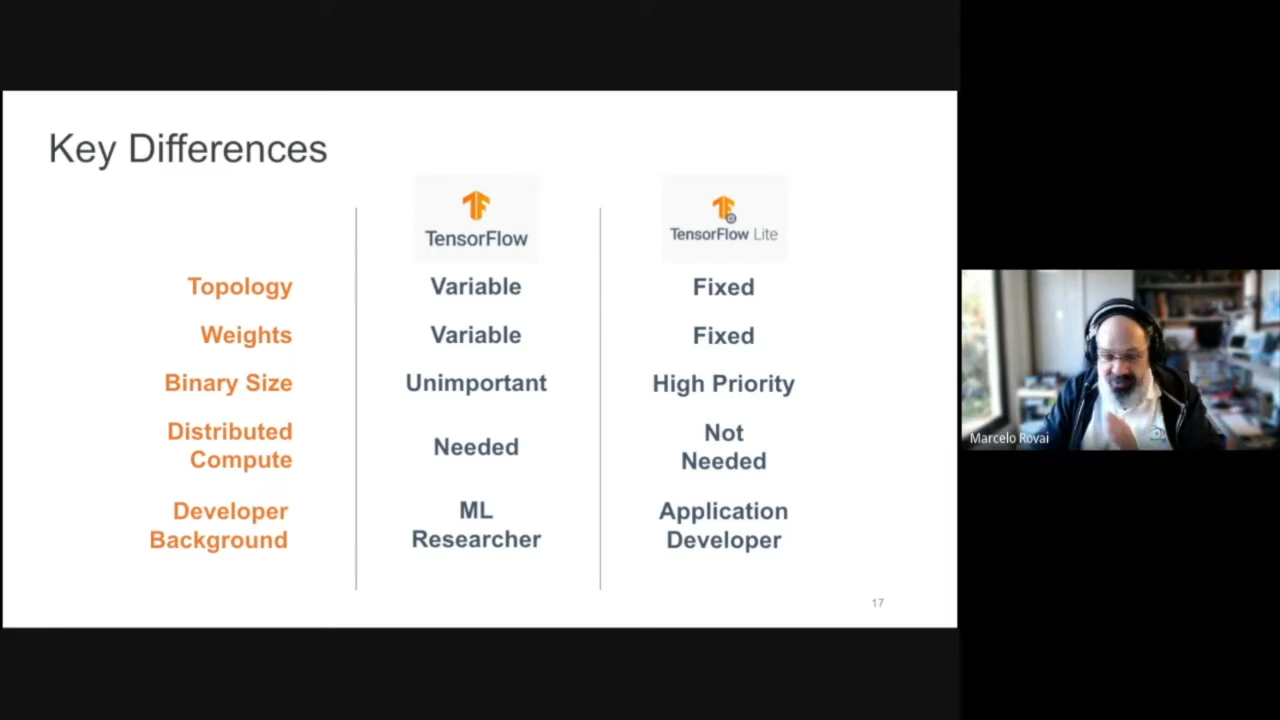 Key Differences
TensorFlow
TensorFlow Lite
Topology Variable Fixed
Weights Variable Fixed
Binary Size Unimportant High Priority
Distributed
Compute
Needed
Not
Needed
Developer
Background
ML
Researcher
Application
Developer
17
Marcelo Rovai